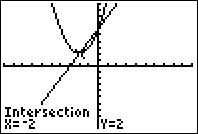 Intersection
X=-2 Y=2